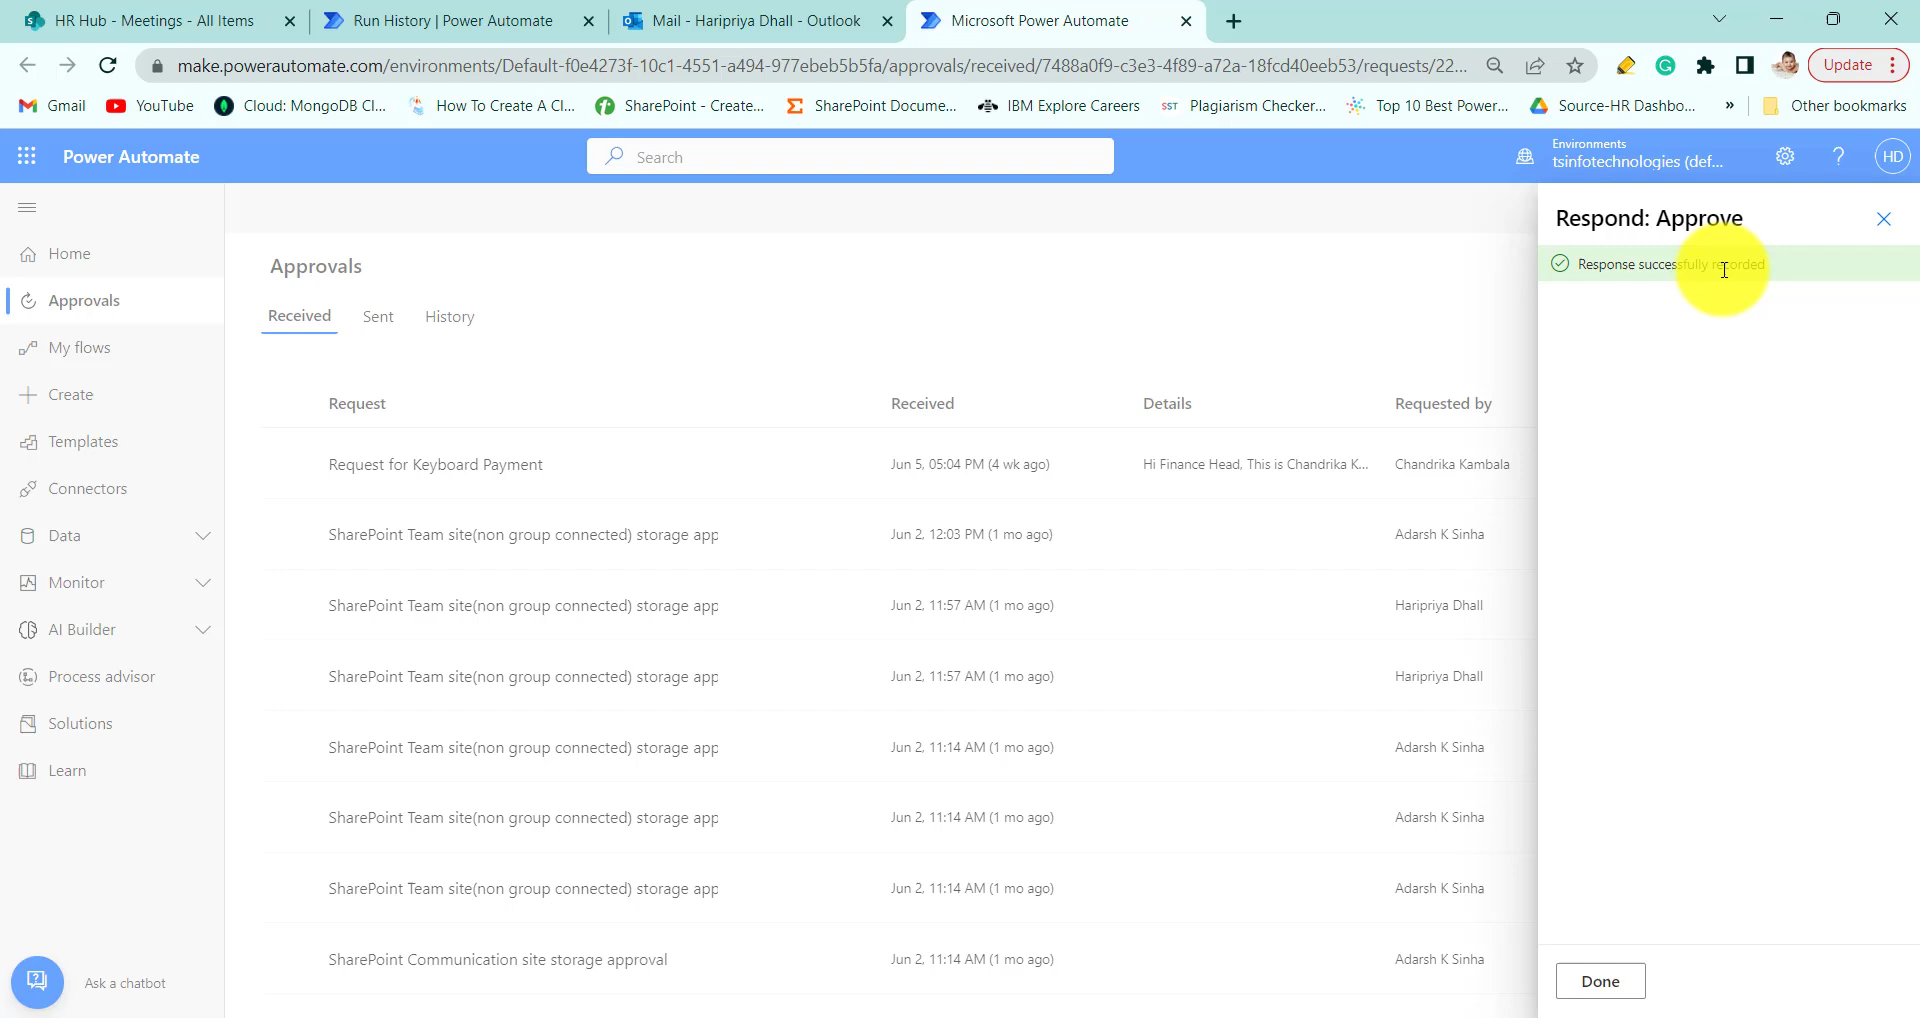 HR Hub - Meetings - All Items
Run History | Power Automate
Mail - Haripriya Dhall - Outlook
Microsoft Power Automate
make.powerautomate.com/environments/Default-f0e4273f-10c1-4551-a494-977ebeb5b5fa/approvals/received/7488a0f9-c3e3-4f89-a72a-18fcd40eeb53/requests/22...
Update
Gmail
YouTube
Cloud: MongoDB Cl...
How To Create A Cl...
SharePoint - Create...
SharePoint Docume...
IBM Explore Careers
SST Plagiarism Checker...
Top 10 Best Power...
Source-HR Dashbo...
»
Other bookmarks
Power Automate
Search
Environments
tsinfotechnologies (def...
?
HD
Home
Approvals
My flows
Create
Templates
Connectors
Data
Monitor
AI Builder
Process advisor
Solutions
Learn
Ask a chatbot
Approvals
Received Sent History
Request Received Details Requested by
Request for Keyboard Payment Jun 5, 05:04 PM (4 wk ago) Hi Finance Head, This is Chandrika K... Chandrika Kambala
SharePoint Team site(non group connected) storage app Jun 2, 12:03 PM (1 mo ago) Adarsh K Sinha
SharePoint Team site(non group connected) storage app Jun 2, 11:57 AM (1 mo ago) Haripriya Dhall
SharePoint Team site(non group connected) storage app Jun 2, 11:57 AM (1 mo ago) Haripriya Dhall
SharePoint Team site(non group connected) storage app Jun 2, 11:14 AM (1 mo ago) Adarsh K Sinha
SharePoint Team site(non group connected) storage app Jun 2, 11:14 AM (1 mo ago) Adarsh K Sinha
SharePoint Team site(non group connected) storage app Jun 2, 11:14 AM (1 mo ago) Adarsh K Sinha
SharePoint Communication site storage approval Jun 2, 11:14 AM (1 mo ago) Adarsh K Sinha
Respond: Approve
Response successfully recorded
Done